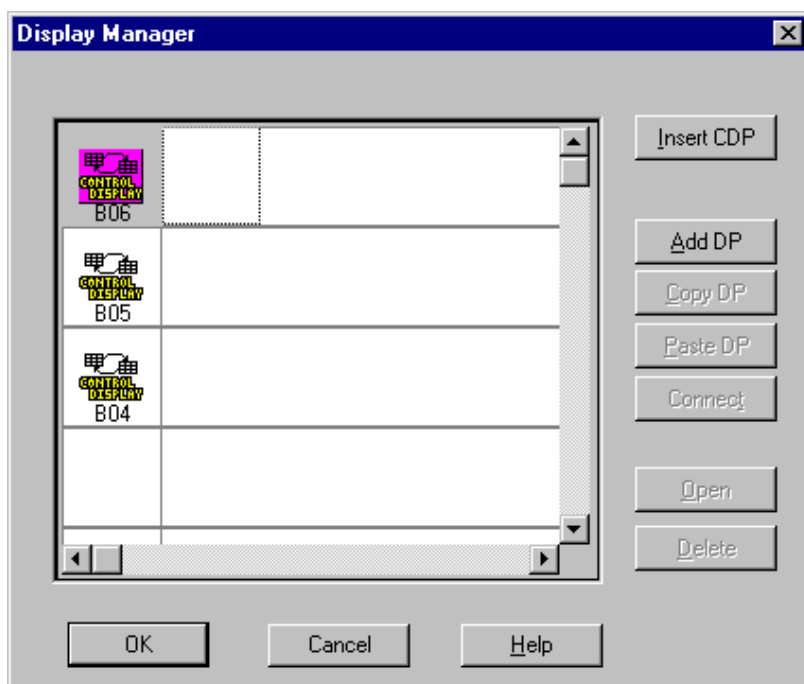 Display Manager
CONTROL
DISPLAY
B06
CONTROL
DISPLAY
B05
CONTROL
DISPLAY
B04
Insert CDP
Add DP
Copy DP
Paste DP
Connect
Open
Delete
OK
Cancel
Help